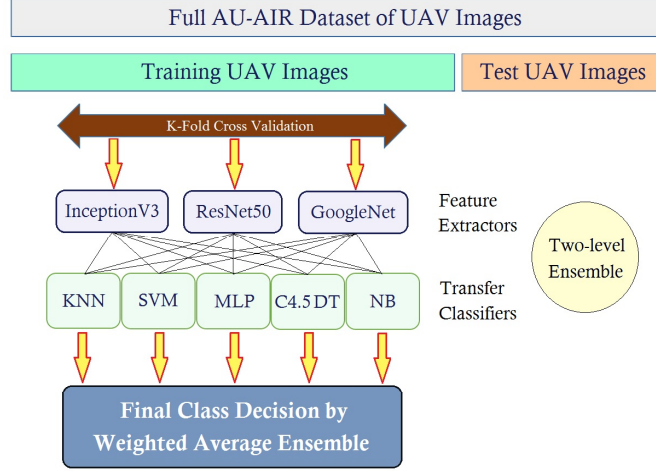 Full AU-AIR Dataset of UAV Images
Training UAV Images
Test UAV Images
K-Fold Cross Validation
InceptionV3
ResNet50
GoogleNet
Feature
Extractors
Two-level
Ensemble
KNN
SVM
MLP
C4.5 DT
NB
Transfer
Classifiers
Final Class Decision by
Weighted Average Ensemble